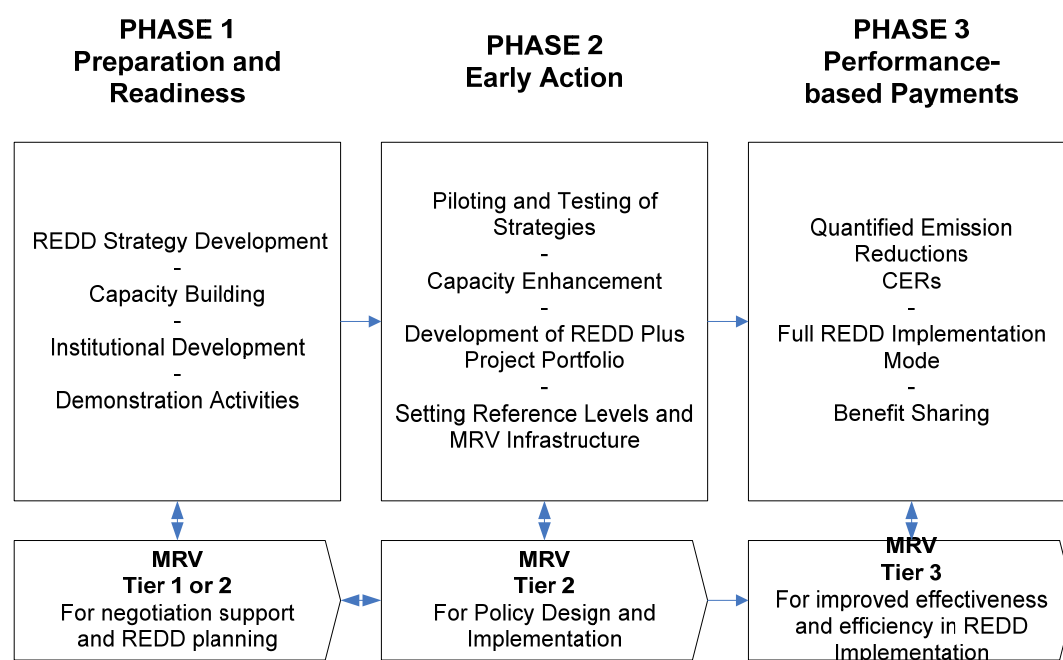 PHASE 1
Preparation and
Readiness
PHASE 2
Early Action
PHASE 3
Performance-
based Payments
REDD Strategy Development
-
Capacity Building
-
Institutional Development
-
Demonstration Activities
Piloting and Testing of
Strategies
-
Capacity Enhancement
-
Development of REDD Plus
Project Portfolio
-
Setting Reference Levels and
MRV Infrastructure
Quantified Emission
Reductions
CERs
-
Full REDD Implementation
Mode
-
Benefit Sharing
MRV
Tier 1 or 2
For negotiation support
and REDD planning
MRV
Tier 2
For Policy Design and
Implementation
MRV
Tier 3
For improved effectiveness
and efficiency in REDD
Implementation